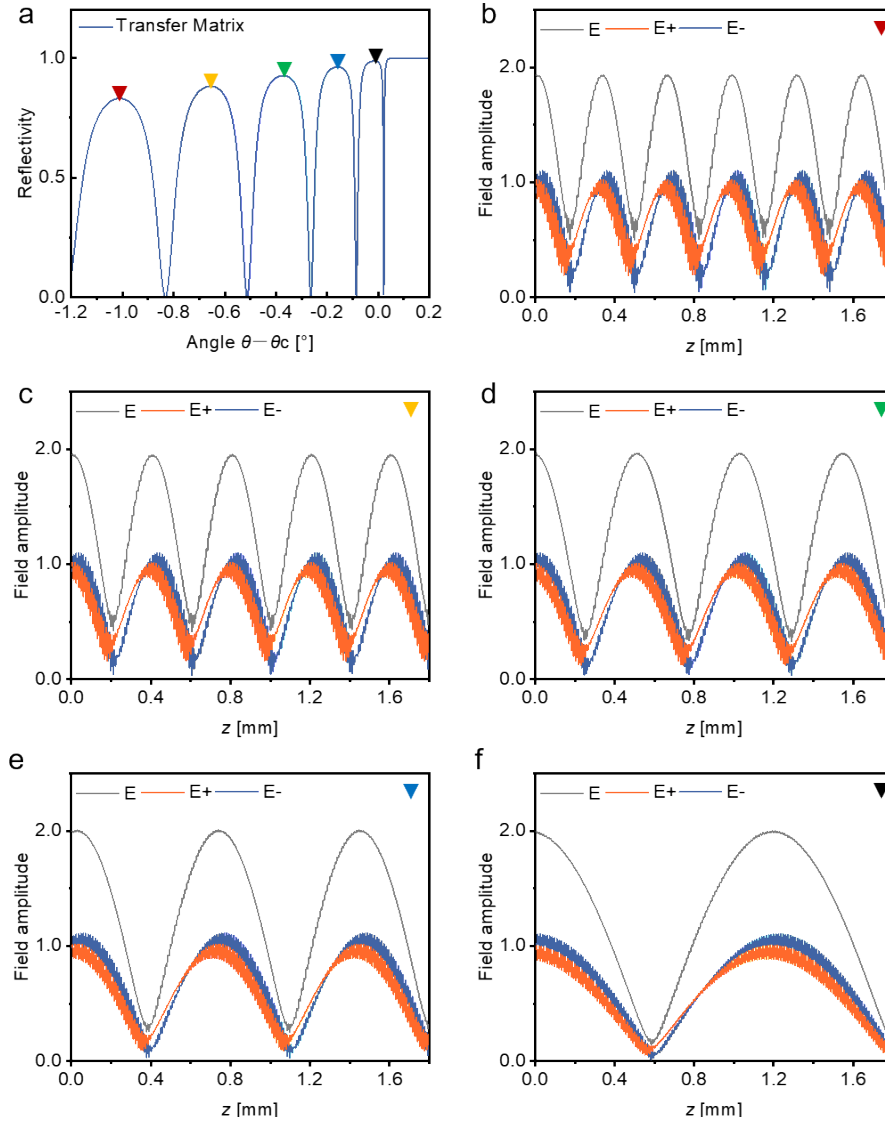 a
Transfer Matrix
1.0
0.5
0.0
Reflectivity
-1.2 -1.0 -0.8 -0.6 -0.4 -0.2 0.0 0.2
Angle θ－θc [°]
b
E E+ E-
2.0
1.0
0.0
Field amplitude
0.0 0.4 0.8 1.2 1.6
z [mm]
c
E E+ E-
2.0
1.0
0.0
Field amplitude
0.0 0.4 0.8 1.2 1.6
z [mm]
d
E E+ E-
2.0
1.0
0.0
Field amplitude
0.0 0.4 0.8 1.2 1.6
z [mm]
e
E E+ E-
2.0
1.0
0.0
Field amplitude
0.0 0.4 0.8 1.2 1.6
z [mm]
f
E E+ E-
2.0
1.0
0.0
Field amplitude
0.0 0.4 0.8 1.2 1.6
z [mm]